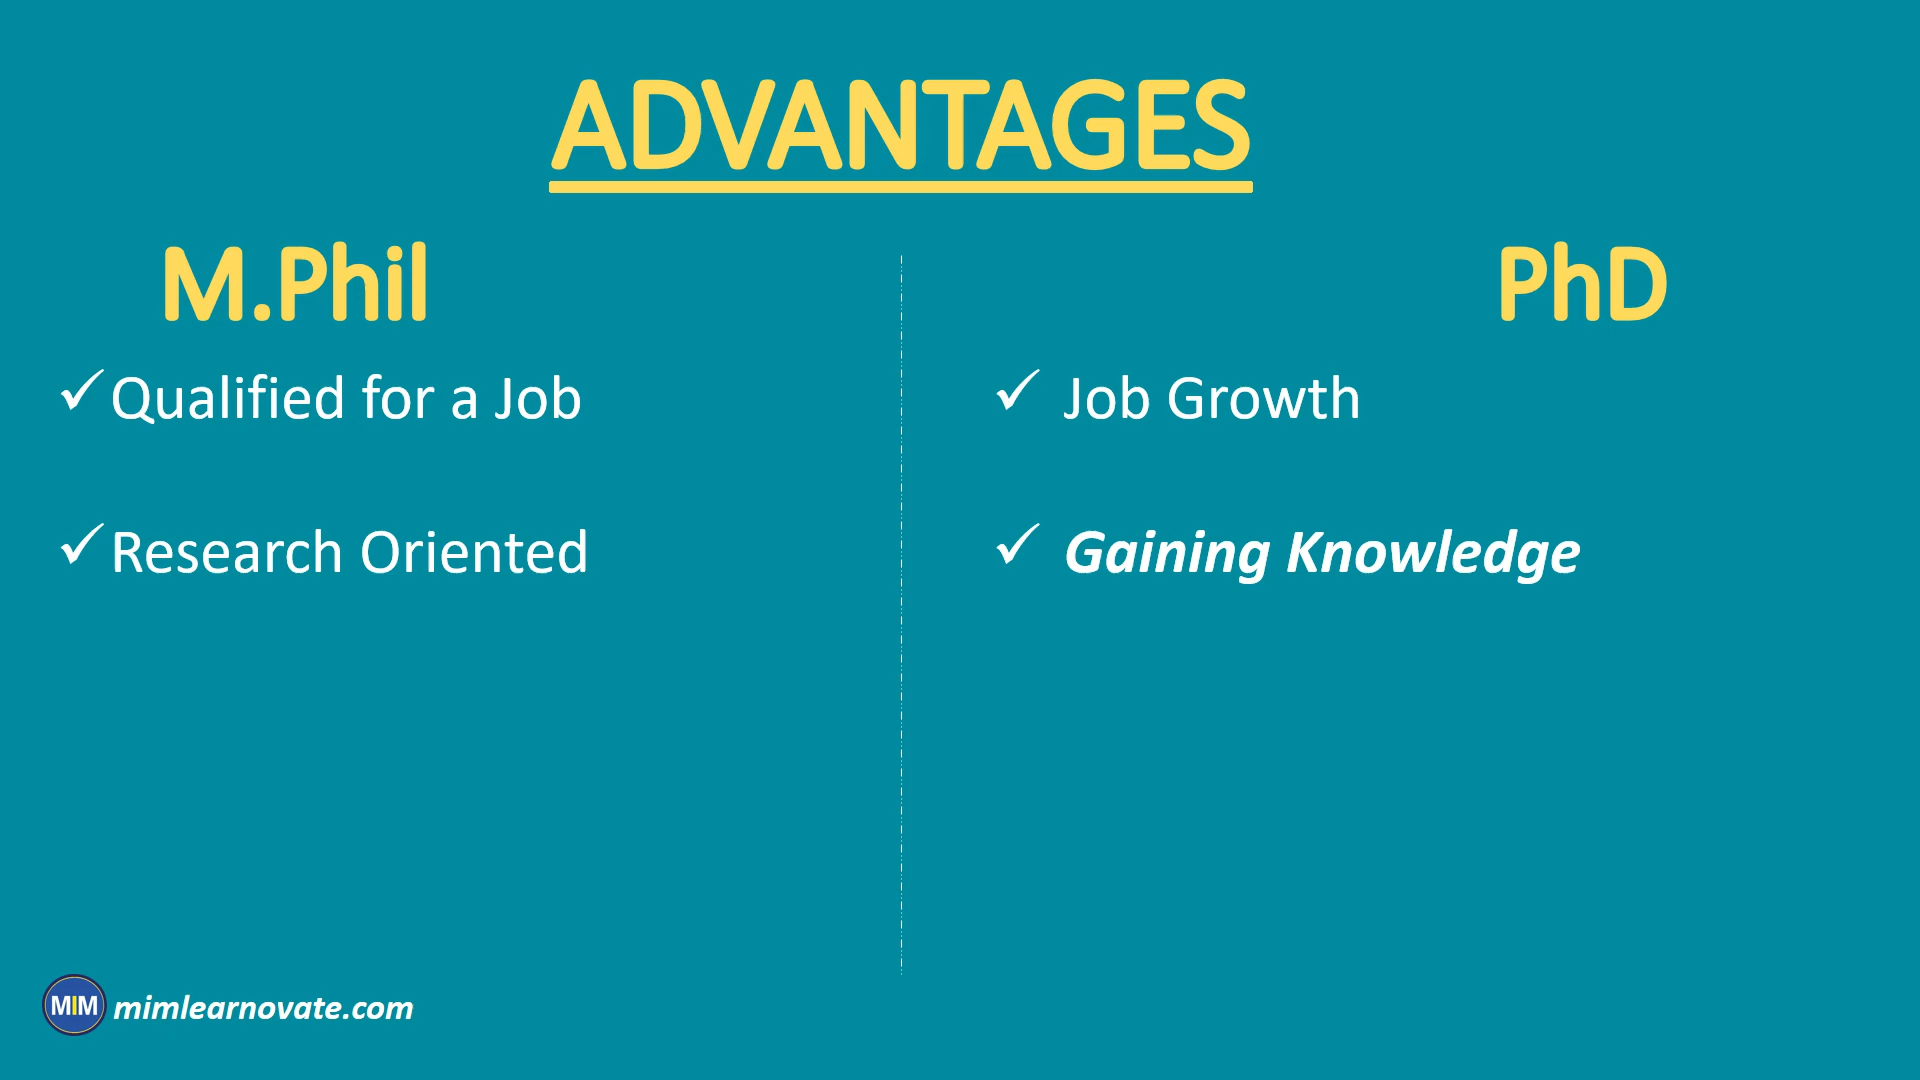 ADVANTAGES
M.Phil
✓Qualified for a Job
✓Research Oriented
PhD
✓ Job Growth
✓ Gaining Knowledge
MIM mimlearnovate.com